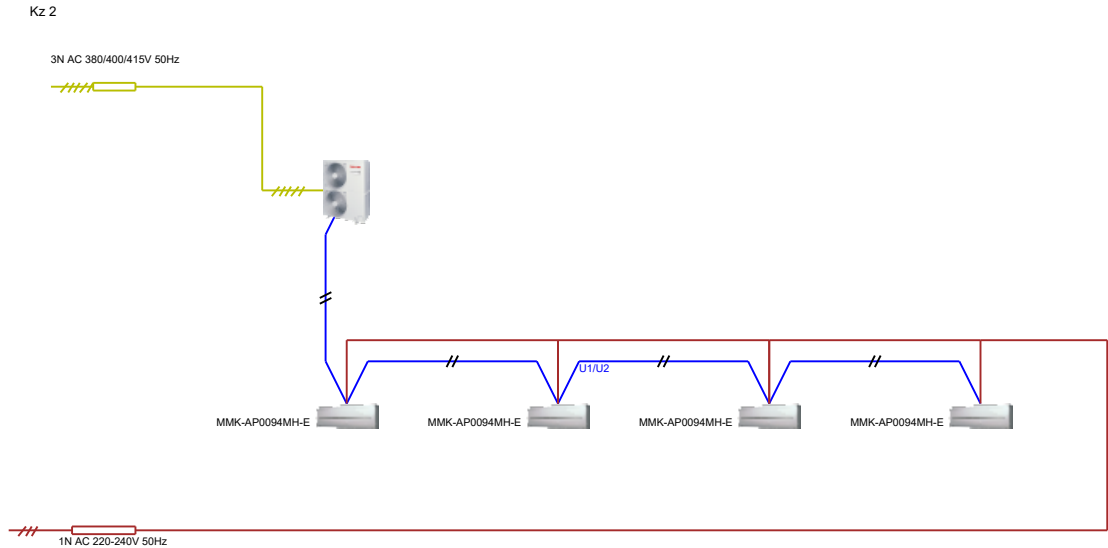 Kz 2
3N AC 380/400/415V 50Hz
U1/U2
MMK-AP0094MH-E
MMK-AP0094MH-E
MMK-AP0094MH-E
MMK-AP0094MH-E
1N AC 220-240V 50Hz